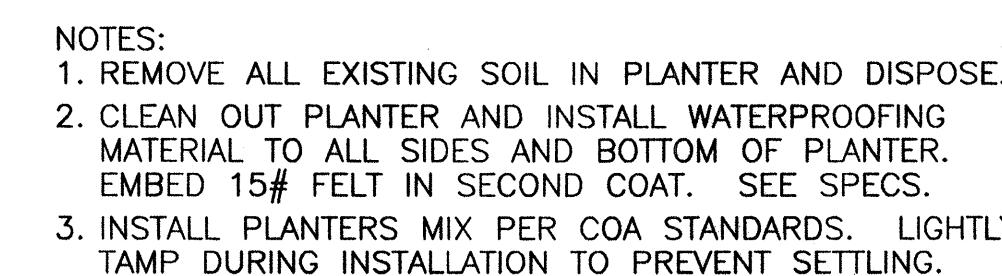 NOTES:
1. REMOVE ALL EXISTING SOIL IN PLANTER AND DISPOSE.
2. CLEAN OUT PLANTER AND INSTALL WATERPROOFING
MATERIAL TO ALL SIDES AND BOTTOM OF PLANTER.
EMBED 15# FELT IN SECOND COAT. SEE SPECS.
3. INSTALL PLANTERS MIX PER COA STANDARDS. LIGHTLY
TAMP DURING INSTALLATION TO PREVENT SETTLING.